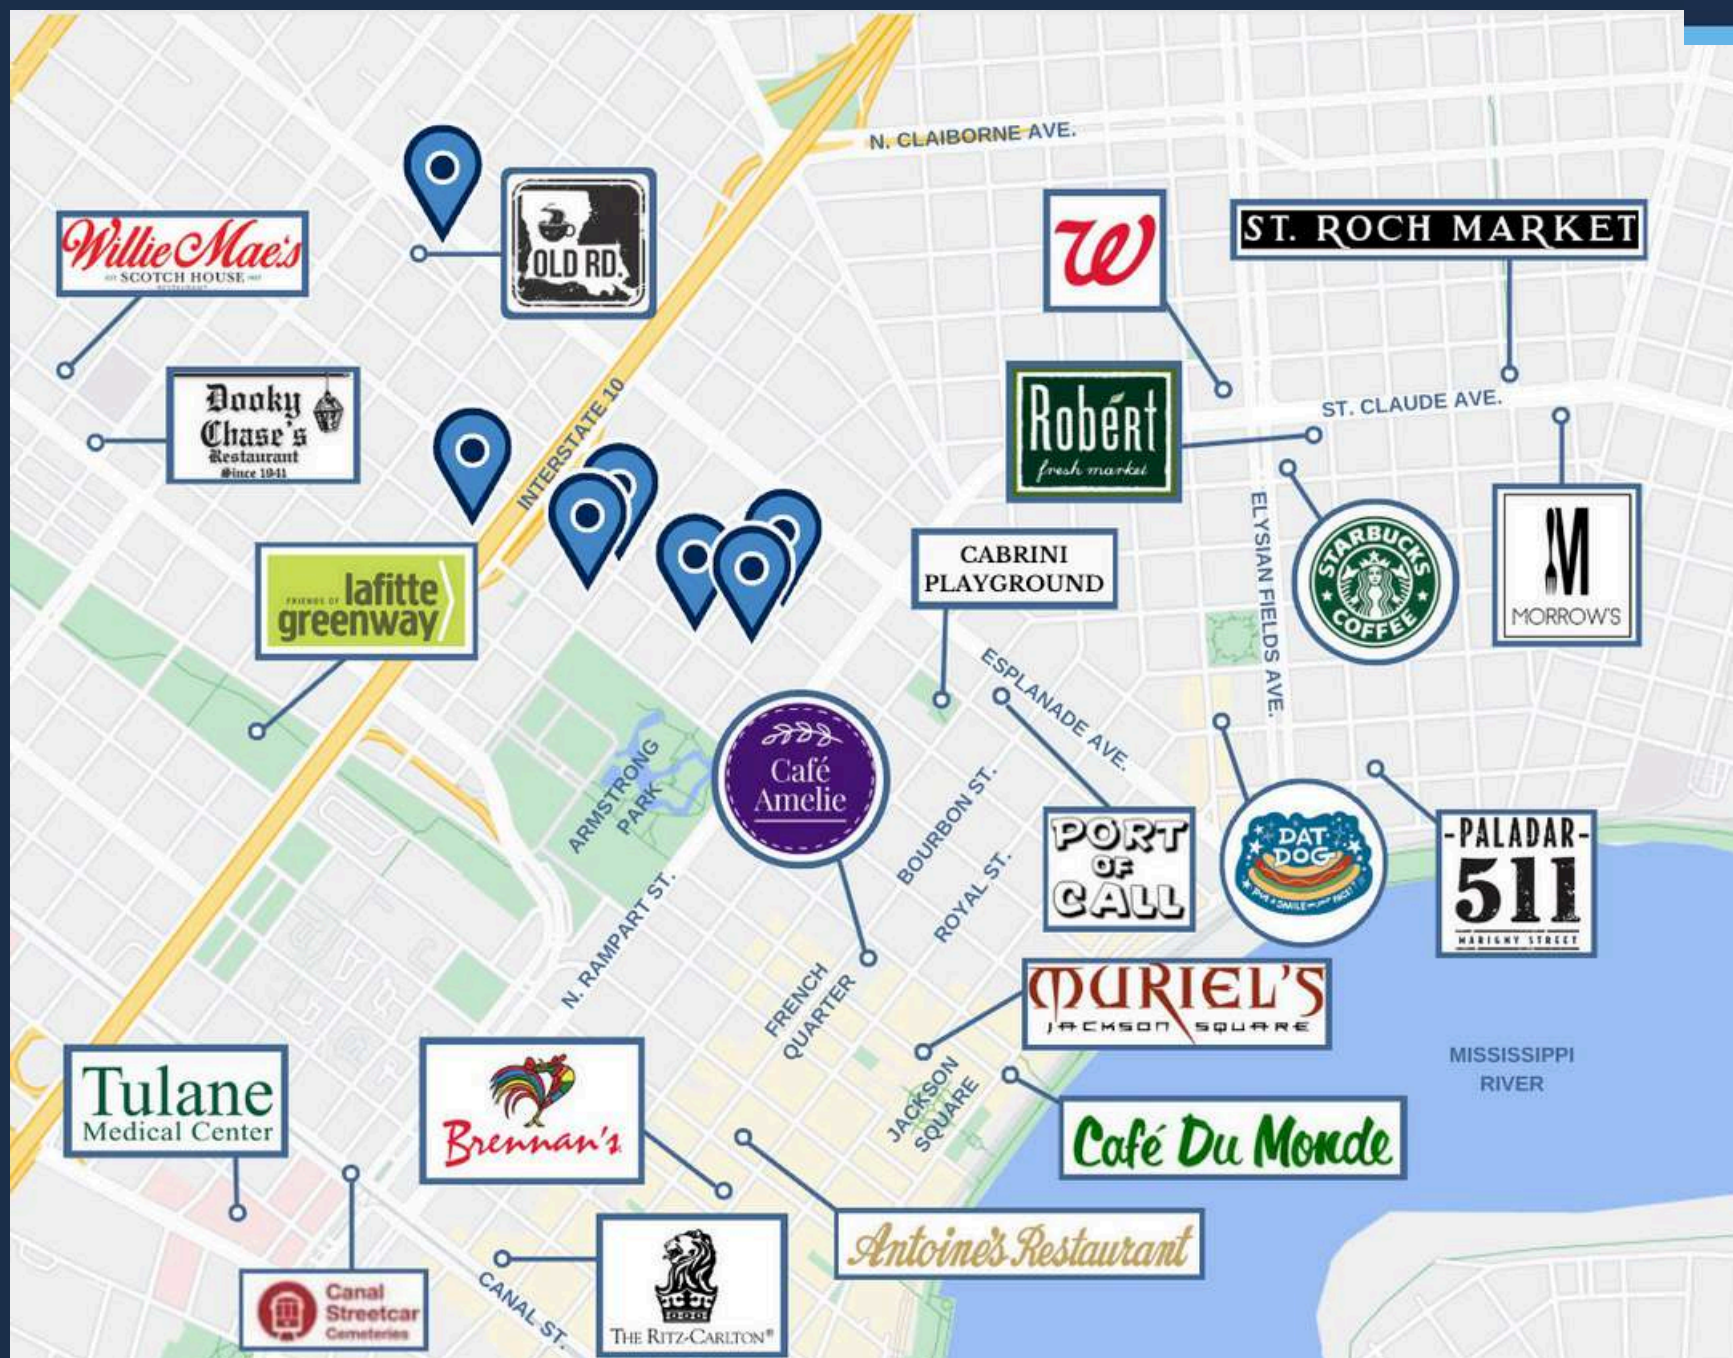 N. CLAIBORNE AVE.
Willie Mae's
SCOTCH HOUSE
OLD RD.
W
ST. ROCH MARKET
Dooky
Chase's
Restaurant
Since 1941
INTERSTATE 10
Robért
fresh market
ST. CLAUDE AVE.
ELYSIAN FIELDS AVE.
STARBUCKS
COFFEE
M
MORROW'S
FRIENDS OF lafitte
greenway
CABRINI
PLAYGROUND
ESPLANADE AVE.
ARMSTRONG
PARK
Café
Amelie
BOURBON ST.
ROYAL ST.
PORT
OF
CALL
DAT
DOG
-PALADAR-
511
MARIGNY STREET
N. RAMPART ST.
FRENCH
QUARTER
MURIEL'S
JACKSON SQUARE
JACKSON
SQUARE
MISSISSIPPI
RIVER
Tulane
Medical Center
Brennan's
Café Du Monde
Antoine's Restaurant
Canal
Streetcar
Cemeteries
CANAL ST.
THE RITZ-CARLTON®